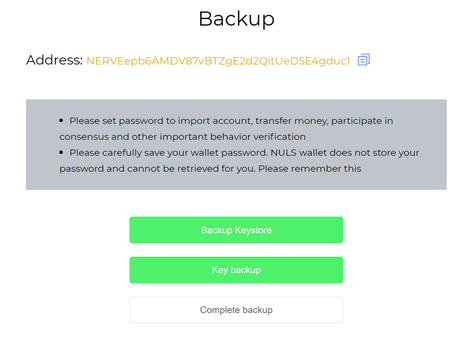 Backup
Address: NERVEepb6AMDV87vBTZgE2d2QitUeD5E4gduc1
• Please set password to import account, transfer money, participate in
consensus and other important behavior verification
• Please carefully save your wallet password. NULS wallet does not store your
password and cannot be retrieved for you. Please remember this
Backup Keystore
Key backup
Complete backup